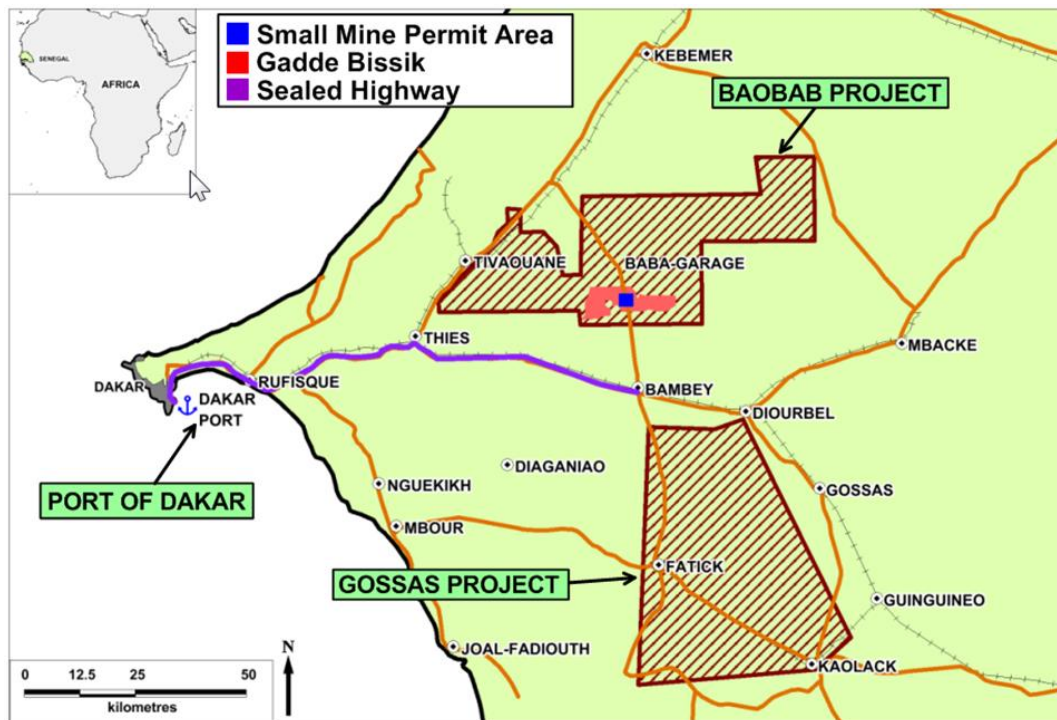 SENEGAL
AFRICA
Small Mine Permit Area
Gadde Bissik
Sealed Highway
KEBEMER
BAOBAB PROJECT
TIVAOUANE
BABA-GARAGE
THIES
MBACKE
DAKAR
RUFISQUE
DAKAR
PORT
BAMBEY
DIOURBEL
PORT OF DAKAR
DIAGANIAO
NGUEKIKH
GOSSAS
MBOUR
FATICK
GOSSAS PROJECT
GUINGUINEO
JOAL-FADIOUTH
KAOLACK
N
0 12.5 25 50
kilometres